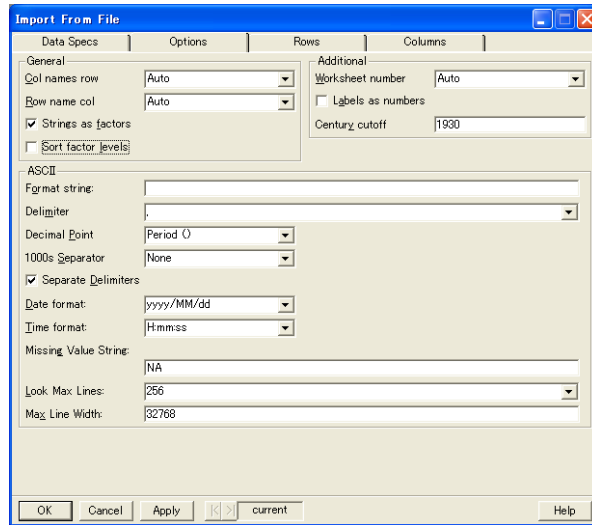 Import From File
Data Specs Options Rows Columns
General
Col names row Auto
Row name col Auto
Strings as factors
Sort factor levels
Additional
Worksheet number Auto
Labels as numbers
Century cutoff 1930
ASCII
Format string:
Delimiter ,
Decimal Point Period ()
1000s Separator None
Separate Delimiters
Date format: yyyy/MM/dd
Time format: H:mm:ss
Missing Value String:
NA
Look Max Lines: 256
Max Line Width: 32768
OK Cancel Apply current Help